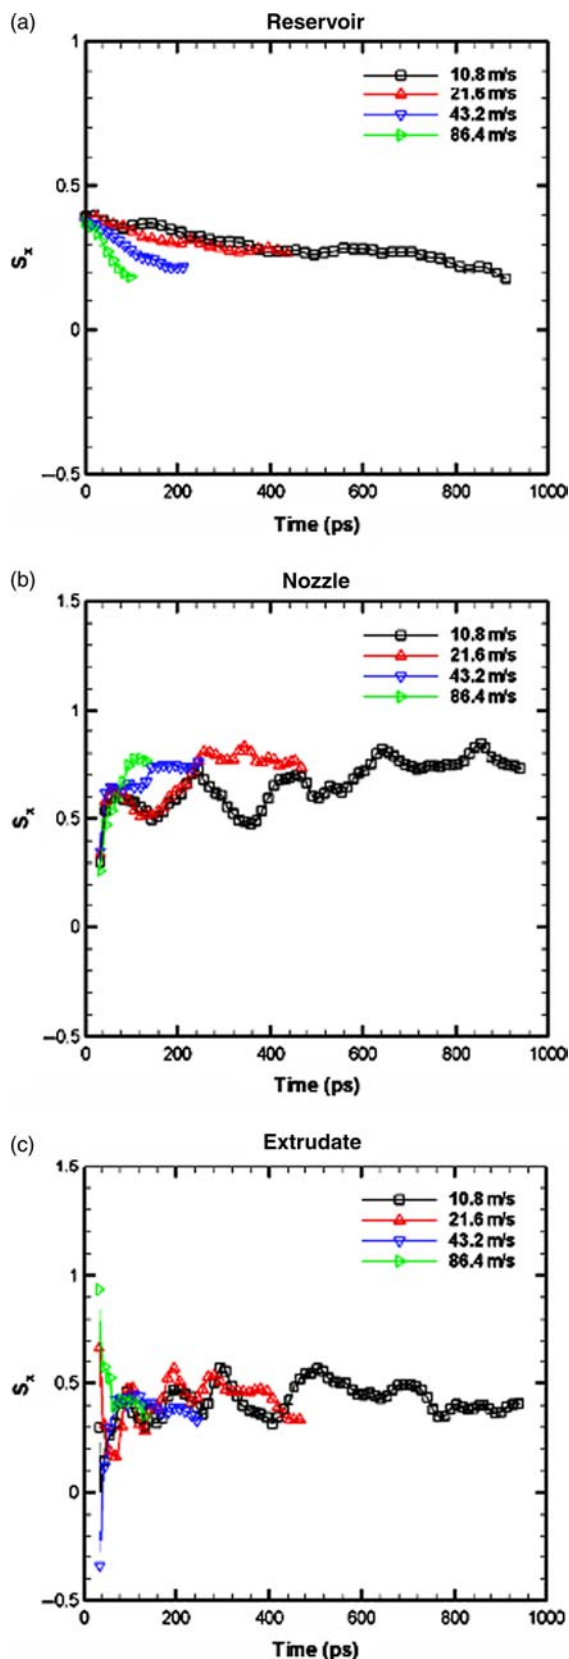 (a) Reservoir
1
0.5
0
−0.5
Sx
10.8 m/s
21.6 m/s
43.2 m/s
86.4 m/s
0 200 400 600 800 1000
Time (ps)
(b) Nozzle
1.5
1
0.5
0
−0.5
Sx
10.8 m/s
21.6 m/s
43.2 m/s
86.4 m/s
0 200 400 600 800 1000
Time (ps)
(c) Extrudate
1.5
1
0.5
0
−0.5
Sx
10.8 m/s
21.6 m/s
43.2 m/s
86.4 m/s
0 200 400 600 800 1000
Time (ps)